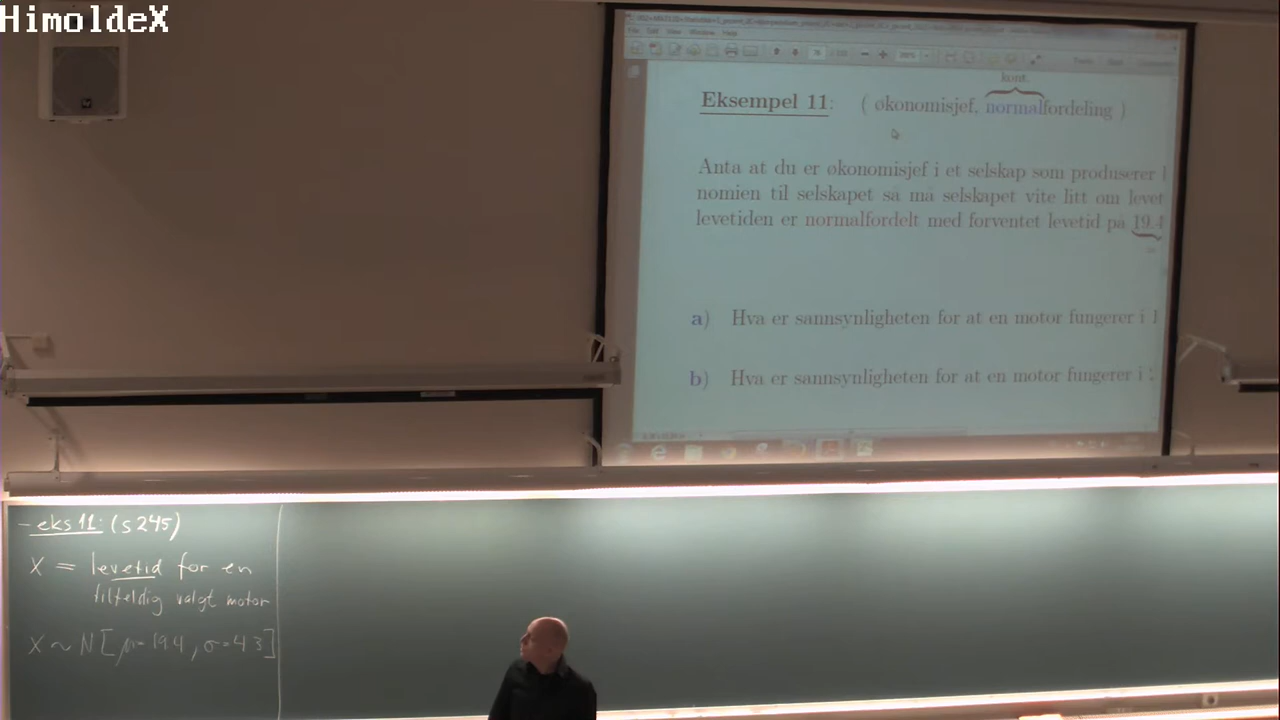 HimoldeX
kont.
Eksempel 11: ( økonomisjef, normalfordeling )
Anta at du er økonomisjef i et selskap som produserer
nomien til selskapet så må selskapet vite litt om levet
levetiden er normalfordelt med forventet levetid på 19.4
a) Hva er sannsynligheten for at en motor fungerer i
b) Hva er sannsynligheten for at en motor fungerer i
- eks 11: (s 245)
X = levetid for en
tilfeldig valgt motor
X ~ N[μ=19.4, σ=4.3]